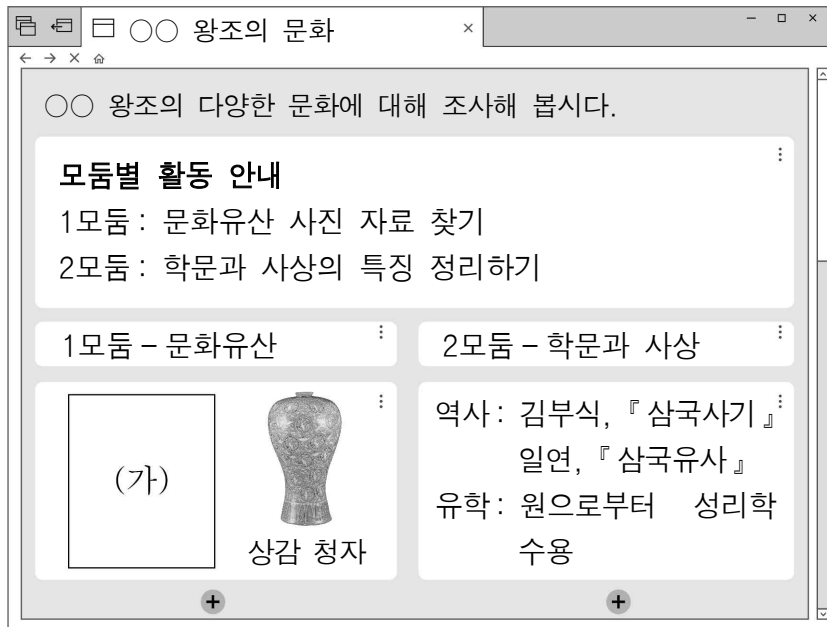 ○○ 왕조의 문화
○○ 왕조의 다양한 문화에 대해 조사해 봅시다.
모둠별 활동 안내
1모둠 : 문화유산 사진 자료 찾기
2모둠 : 학문과 사상의 특징 정리하기
1모둠 – 문화유산
2모둠 – 학문과 사상
(가)
상감 청자
역사 : 김부식, 『삼국사기』
일연, 『삼국유사』
유학 : 원으로부터 성리학
수용